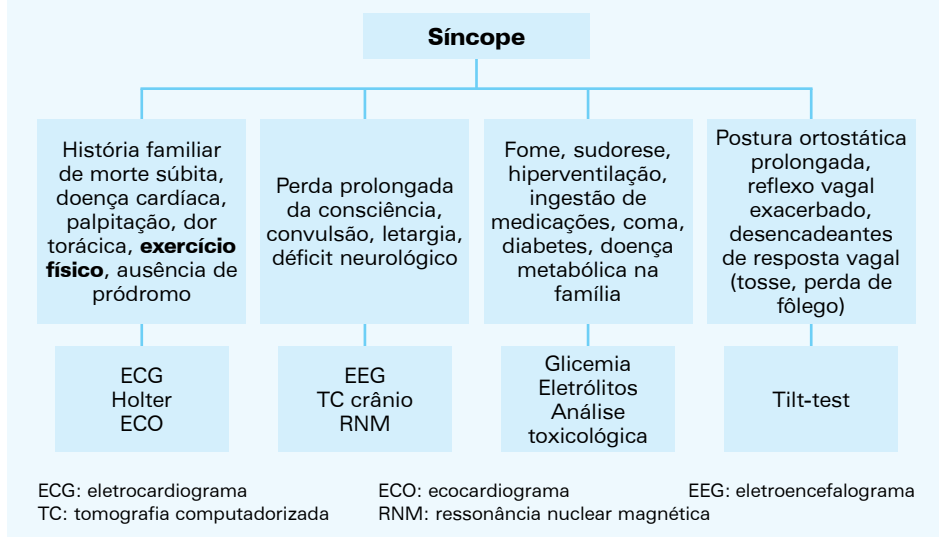 Síncope
História familiar
de morte súbita,
doença cardíaca,
palpitação, dor
torácica, exercício
físico, ausência de
pródromo
Perda prolongada
da consciência,
convulsão, letargia,
déficit neurológico
Fome, sudorese,
hiperventilação,
ingestão de
medicações, coma,
diabetes, doença
metabólica na
família
Postura ortostática
prolongada,
reflexo vagal
exacerbado,
desencadeantes
de resposta vagal
(tosse, perda de
fôlego)
ECG
Holter
ECO
EEG
TC crânio
RNM
Glicemia
Eletrólitos
Análise
toxicológica
Tilt-test
ECG: eletrocardiograma
ECO: ecocardiograma
EEG: eletroencefalograma
TC: tomografia computadorizada
RNM: ressonância nuclear magnética